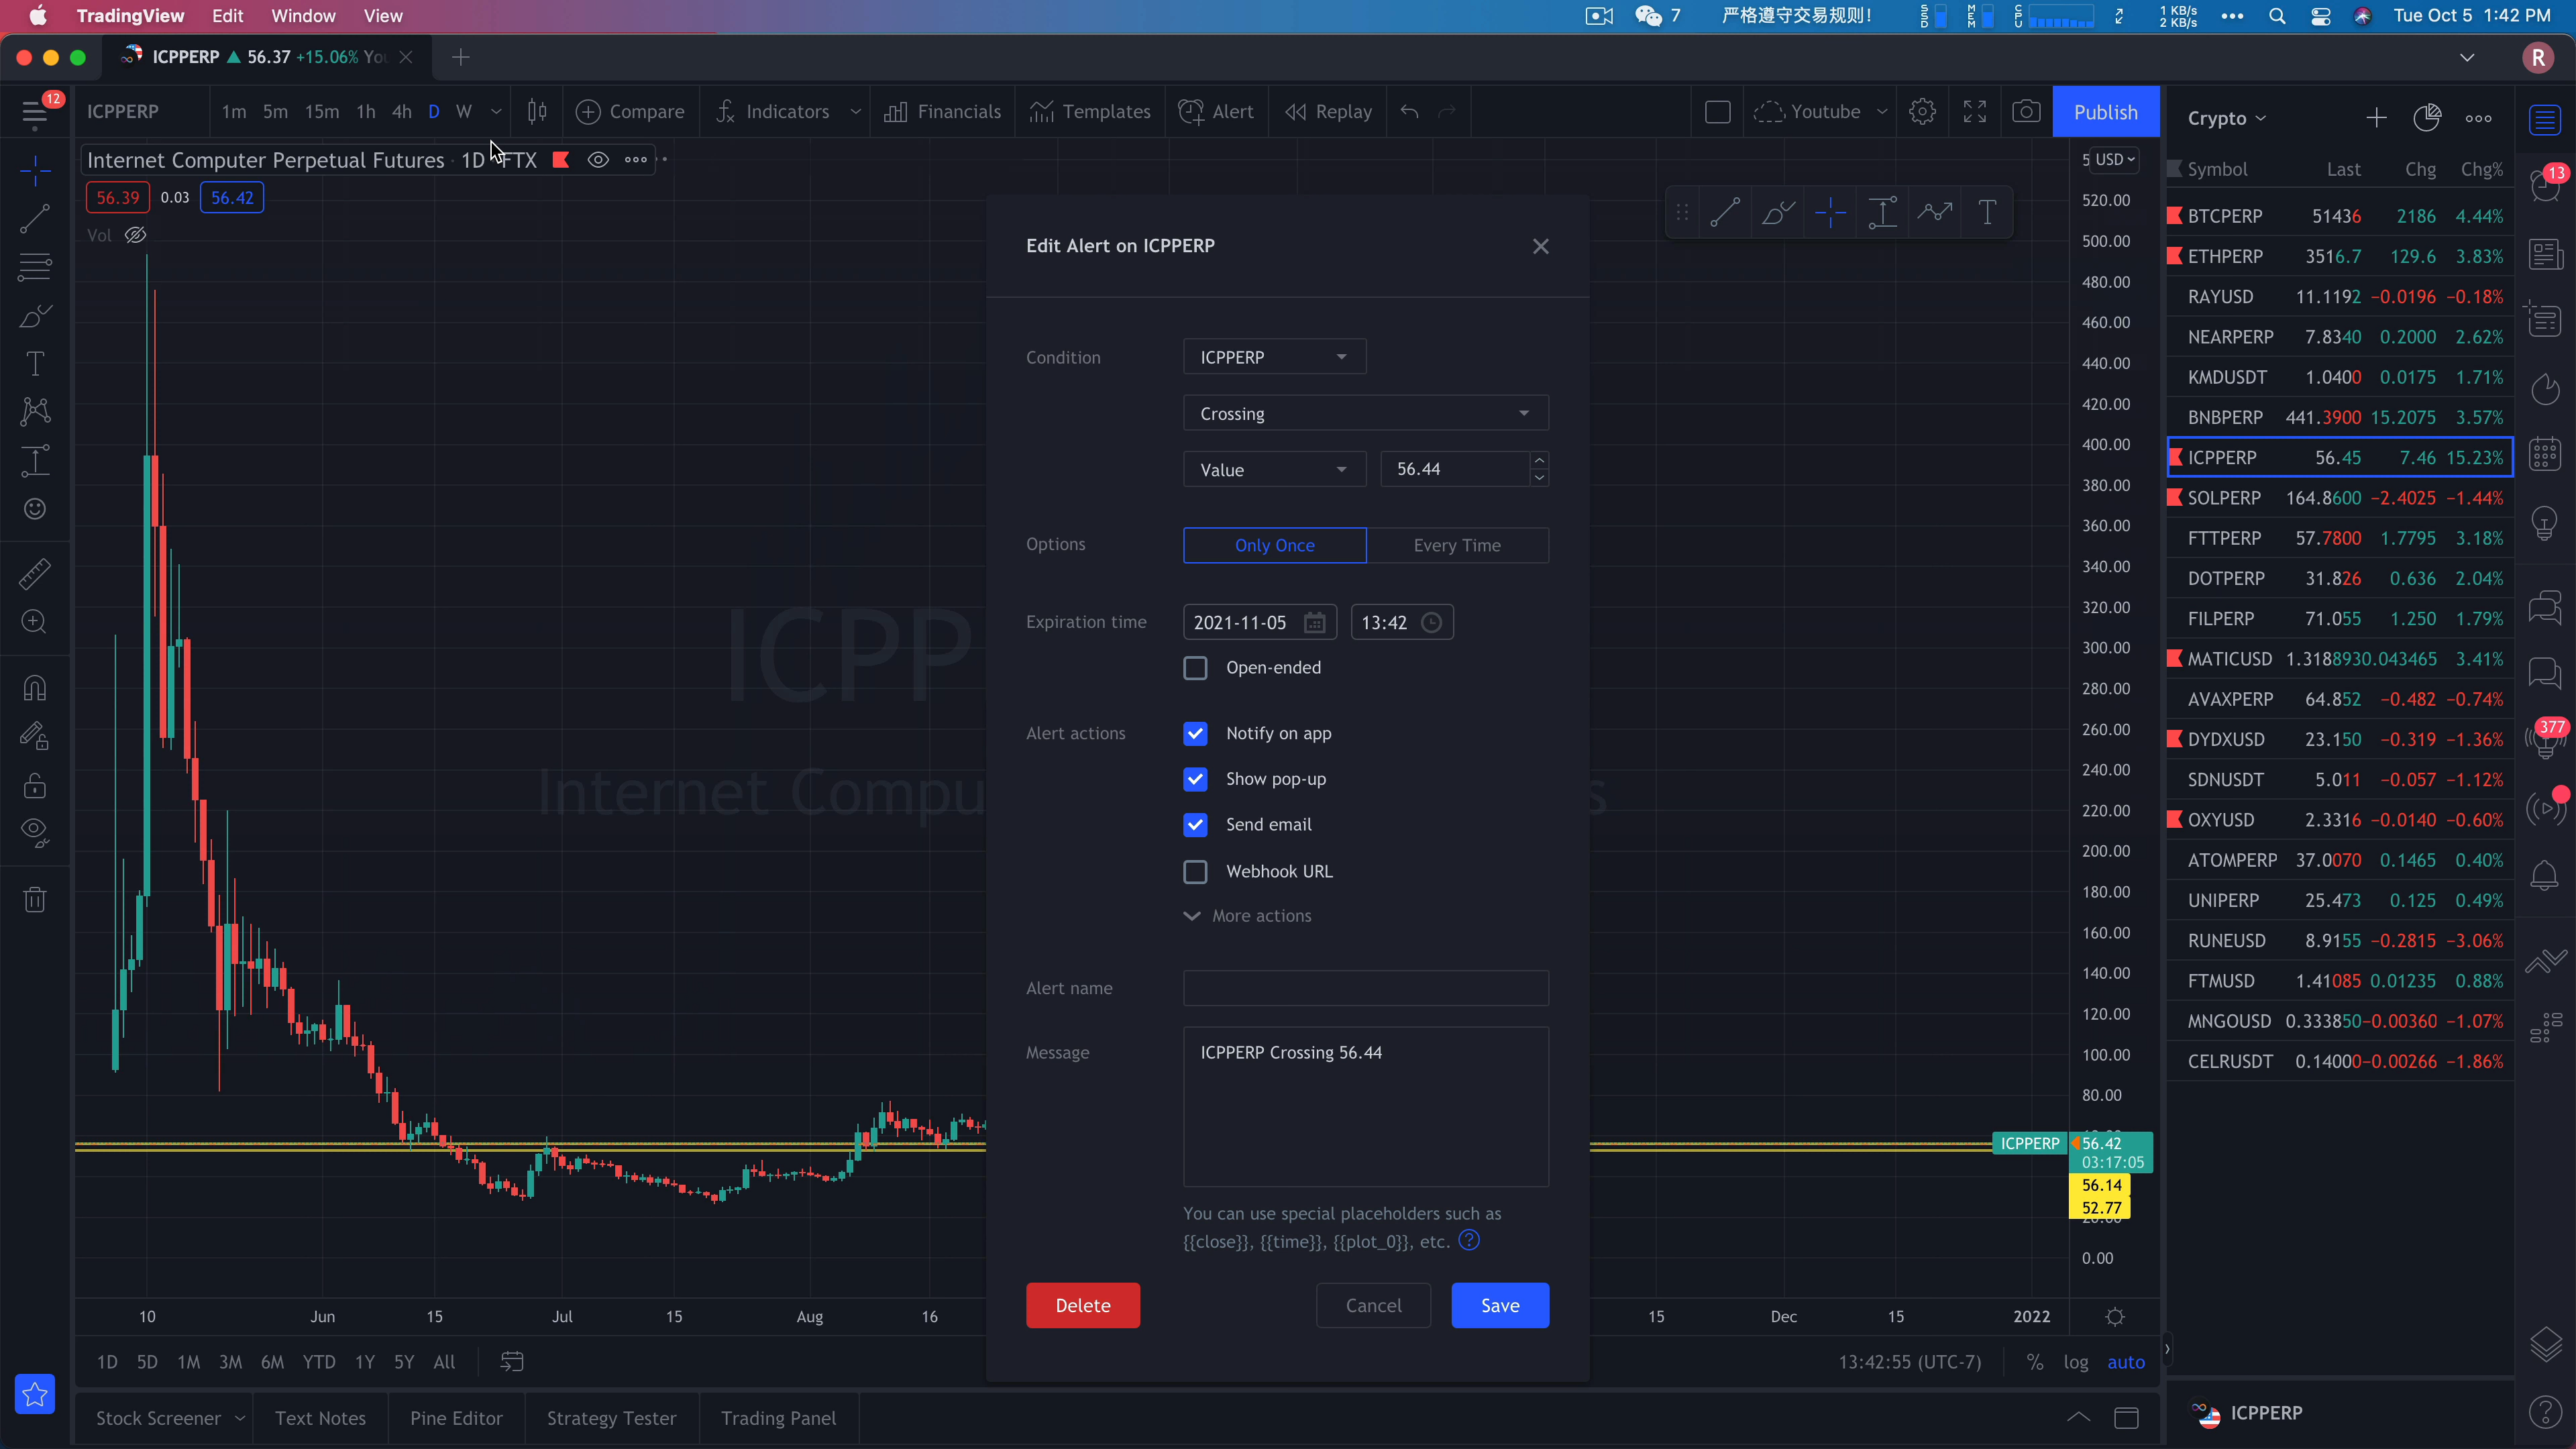 TradingView Edit Window View
7 严格遵守交易规则! SSD MEM CPU 1 KB/s 2 KB/s Tue Oct 5 1:42 PM
ICPPERP ▲ 56.37 +15.06% You
R
12
ICPPERP 1m 5m 15m 1h 4h D W Compare Indicators Financials Templates Alert Replay Youtube Publish
Internet Computer Perpetual Futures · 1D · FTX
56.39 0.03 56.42
Vol
ICPP
Internet Compu
s
Edit Alert on ICPPERP
Condition ICPPERP
Crossing
Value 56.44
Options Only Once Every Time
Expiration time 2021-11-05 13:42
Open-ended
Alert actions Notify on app
Show pop-up
Send email
Webhook URL
More actions
Alert name
Message ICPPERP Crossing 56.44
You can use special placeholders such as
{{close}}, {{time}}, {{plot_0}}, etc. ?
Delete Cancel Save
USD
520.00
500.00
480.00
460.00
440.00
420.00
400.00
380.00
360.00
340.00
320.00
300.00
280.00
260.00
240.00
220.00
200.00
180.00
160.00
140.00
120.00
100.00
80.00
ICPPERP 56.42
03:17:05
56.14
52.77
0.00
10 Jun 15 Jul 15 Aug 16 15 Dec 15 2022
1D 5D 1M 3M 6M YTD 1Y 5Y All
13:42:55 (UTC-7) % log auto
Stock Screener Text Notes Pine Editor Strategy Tester Trading Panel
Crypto
Symbol Last Chg Chg%
BTCPERP 51436 2186 4.44%
ETHPERP 3516.7 129.6 3.83%
RAYUSD 11.1192 −0.0196 −0.18%
NEARPERP 7.8340 0.2000 2.62%
KMDUSDT 1.0400 0.0175 1.71%
BNBPERP 441.3900 15.2075 3.57%
ICPPERP 56.45 7.46 15.23%
SOLPERP 164.8600 −2.4025 −1.44%
FTTPERP 57.7800 1.7795 3.18%
DOTPERP 31.826 0.636 2.04%
FILPERP 71.055 1.250 1.79%
MATICUSD 1.3188930.043465 3.41%
AVAXPERP 64.852 −0.482 −0.74%
DYDXUSD 23.150 −0.319 −1.36%
SDNUSDT 5.011 −0.057 −1.12%
OXYUSD 2.3316 −0.0140 −0.60%
ATOMPERP 37.0070 0.1465 0.40%
UNIPERP 25.473 0.125 0.49%
RUNEUSD 8.9155 −0.2815 −3.06%
FTMUSD 1.41085 0.01235 0.88%
MNGOUSD 0.333850−0.00360 −1.07%
CELRUSDT 0.14000−0.00266 −1.86%
ICPPERP
13
377